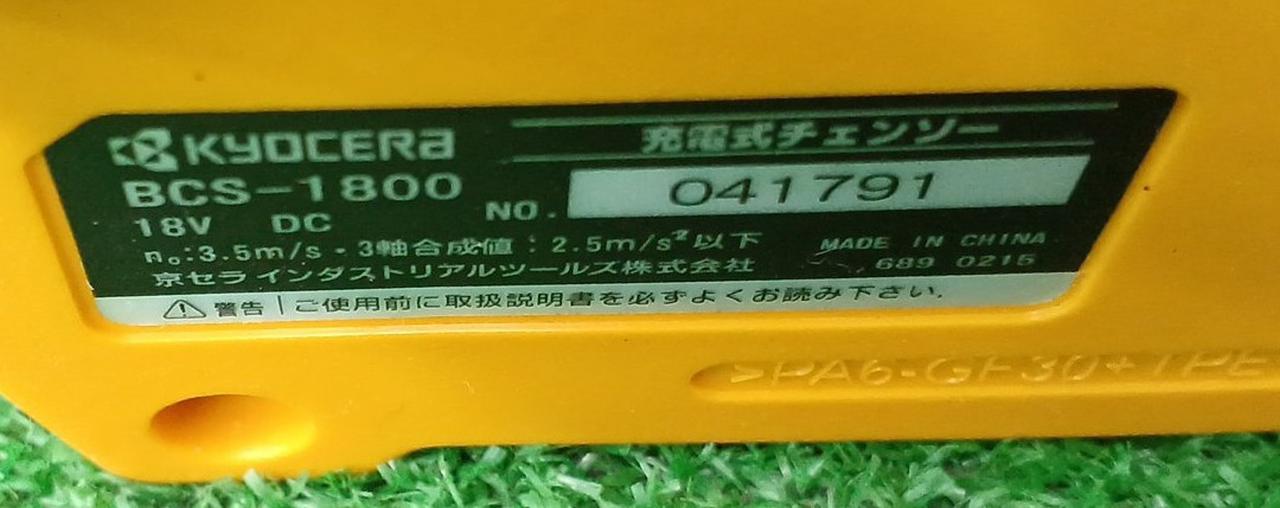 KYOCERA
充電式チェンソー
BCS-1800
NO. 041791
18V DC
n₀:3.5m/s・3軸合成値:2.5m/s²以下
MADE IN CHINA
京セラインダストリアルツールズ株式会社
689 0215
⚠警告|ご使用前に取扱説明書を必ずよくお読み下さい.
>PA6-GF30+TPE